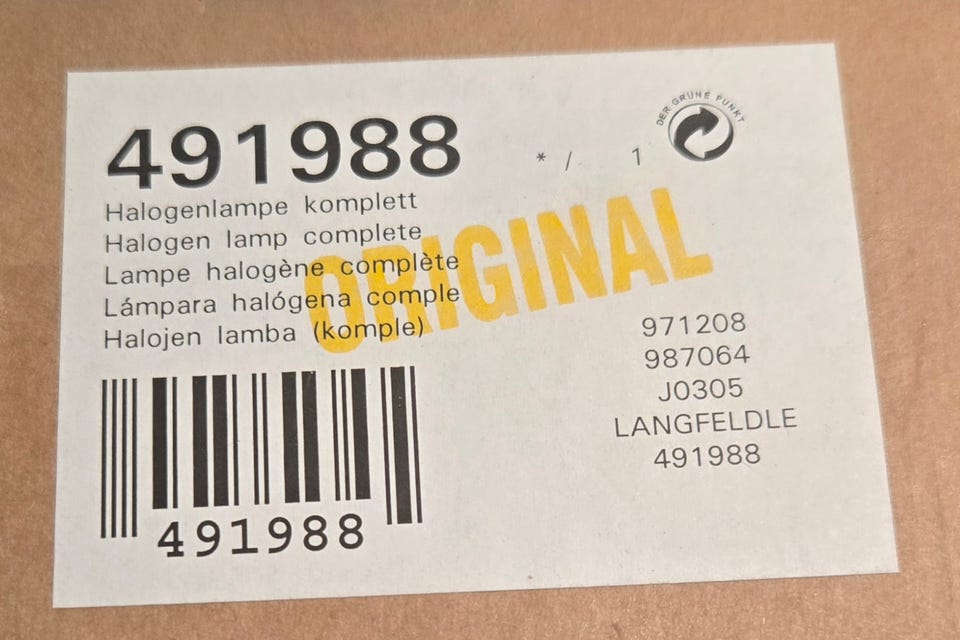 491988
* / 1
DER GRÜNE PUNKT
Halogenlampe komplett
Halogen lamp complete
Lampe halogène complète
Lámpara halógena comple
Halojen lamba (komple)
ORIGINAL
971208
987064
J0305
LANGFELDLE
491988
491988